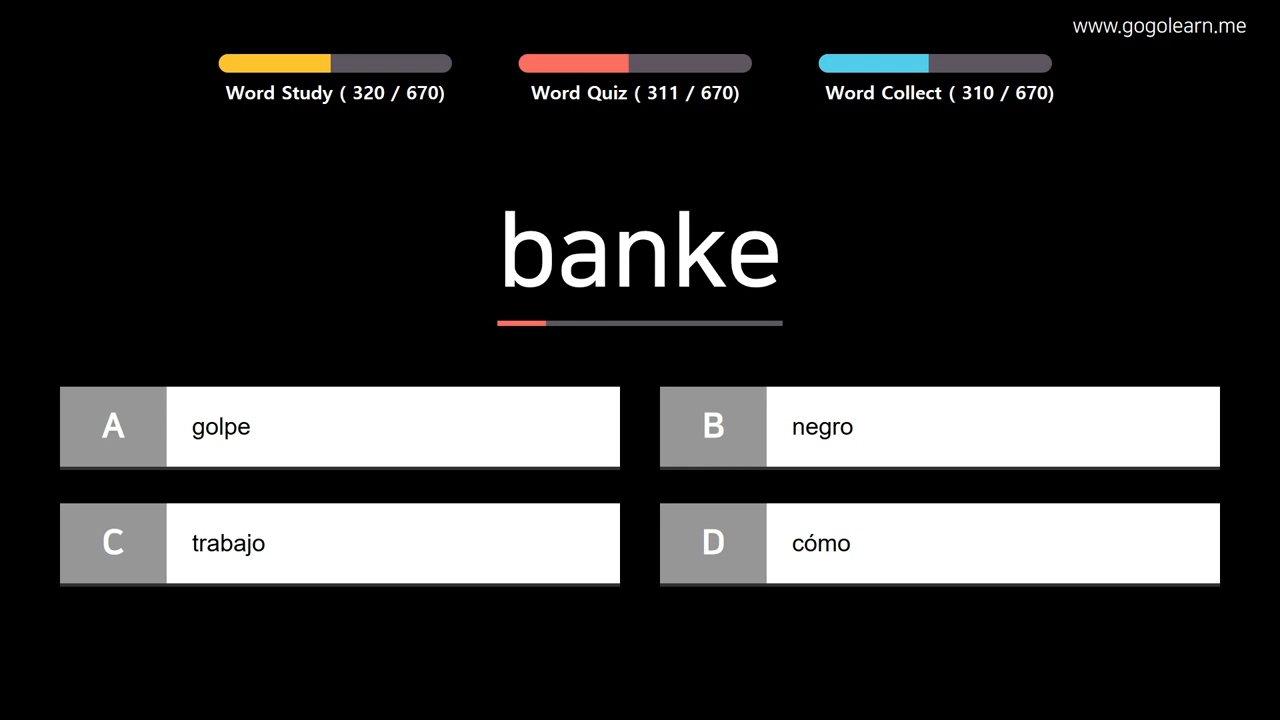 www.gogolearn.me
Word Study ( 320 / 670)
Word Quiz ( 311 / 670)
Word Collect ( 310 / 670)
banke
A golpe
B negro
C trabajo
D cómo